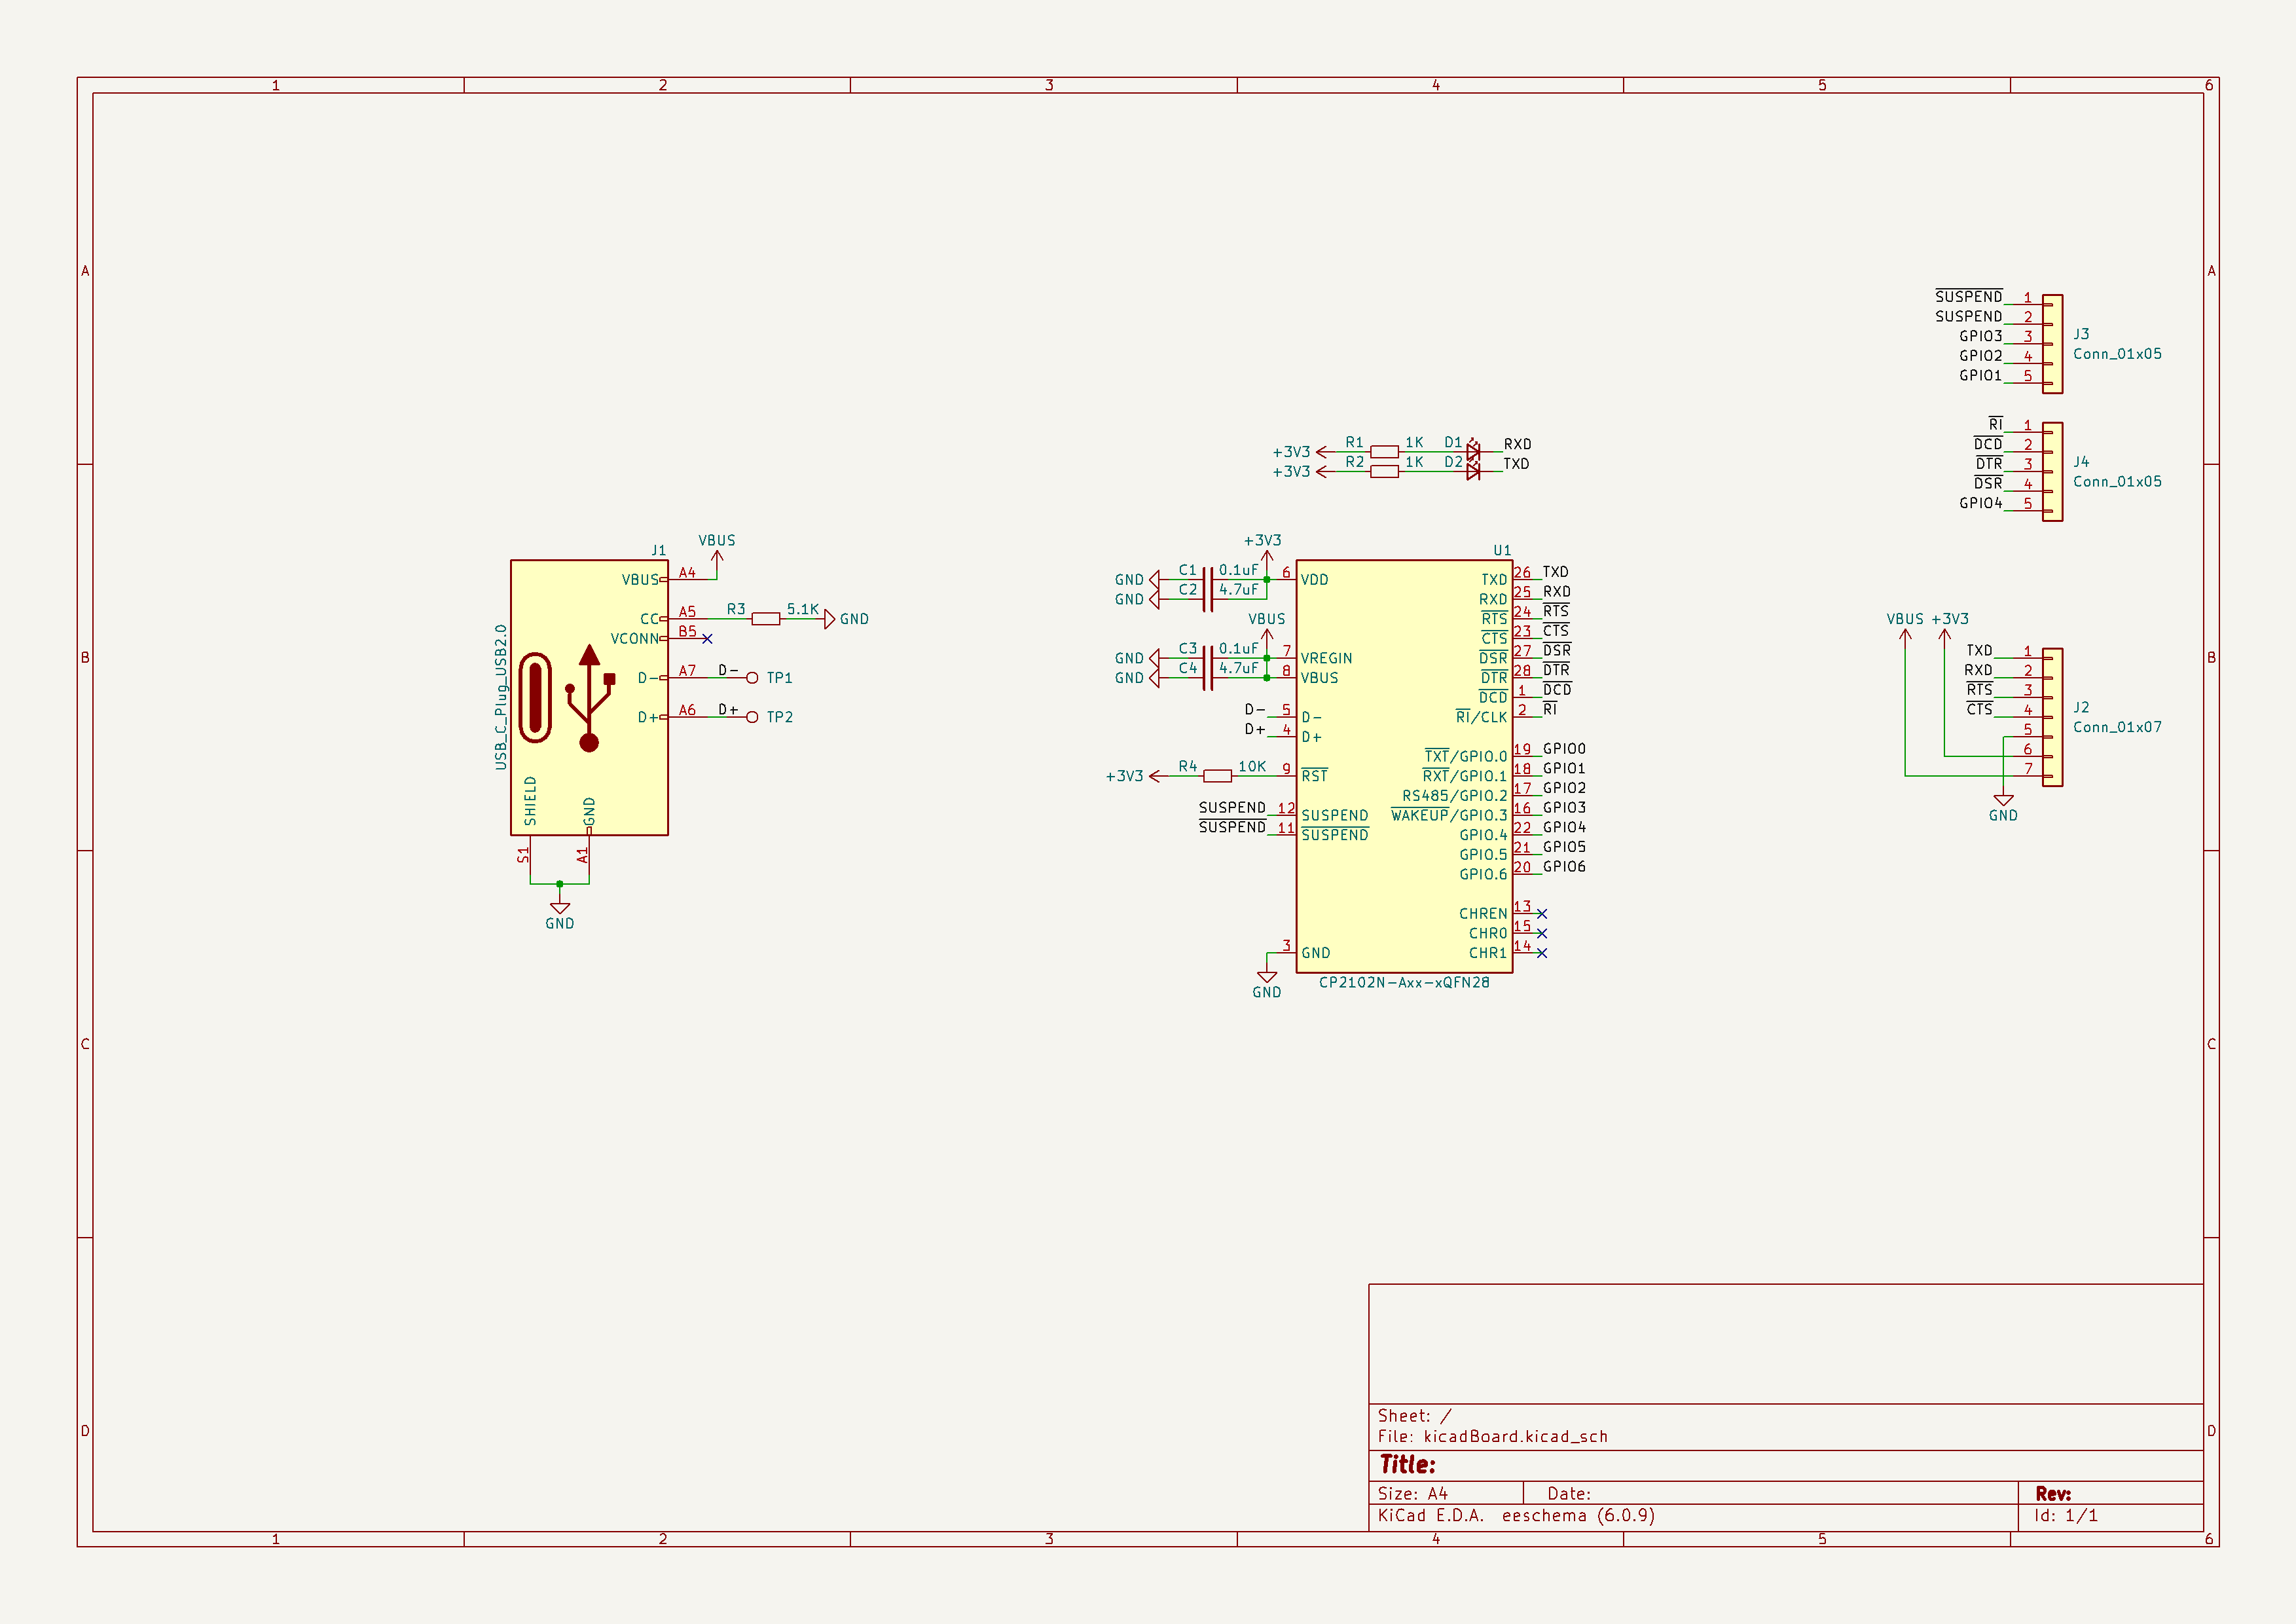 1 2 3 4 5 6
A A
SUSPEND 1
SUSPEND 2
GPIO3 3
GPIO2 4
GPIO1 5
J3
Conn_01x05
RI 1
DCD 2
DTR 3
DSR 4
GPIO4 5
J4
Conn_01x05
+3V3 R1 1K D1 RXD
+3V3 R2 1K D2 TXD
B B
J1
USB_C_Plug_USB2.0
VBUS
VBUS A4
CC A5 R3 5.1K GND
VCONN B5
D- A7 D- TP1
D+ A6 D+ TP2
SHIELD GND
S1 A1
GND
U1
+3V3
GND C1 0.1uF 6 VDD
GND C2 4.7uF
VBUS
GND C3 0.1uF 7 VREGIN
GND C4 4.7uF 8 VBUS
D- 5 D-
D+ 4 D+
+3V3 R4 10K 9 RST
SUSPEND 12 SUSPEND
SUSPEND 11 SUSPEND
3 GND
GND
TXD 26 TXD
RXD 25 RXD
RTS 24 RTS
CTS 23 CTS
DSR 27 DSR
DTR 28 DTR
DCD 1 DCD
RI/CLK 2 RI
TXT/GPIO.0 19 GPIO0
RXT/GPIO.1 18 GPIO1
RS485/GPIO.2 17 GPIO2
WAKEUP/GPIO.3 16 GPIO3
GPIO.4 22 GPIO4
GPIO.5 21 GPIO5
GPIO.6 20 GPIO6
CHREN 13
CHR0 15
CHR1 14
CP2102N-Axx-xQFN28
VBUS +3V3
TXD 1
RXD 2
RTS 3
CTS 4
5
6
7
GND
J2
Conn_01x07
C C
D D
Sheet: /
File: kicadBoard.kicad_sch
Title:
Size: A4 Date: Rev:
KiCad E.D.A. eeschema (6.0.9) Id: 1/1
1 2 3 4 5 6